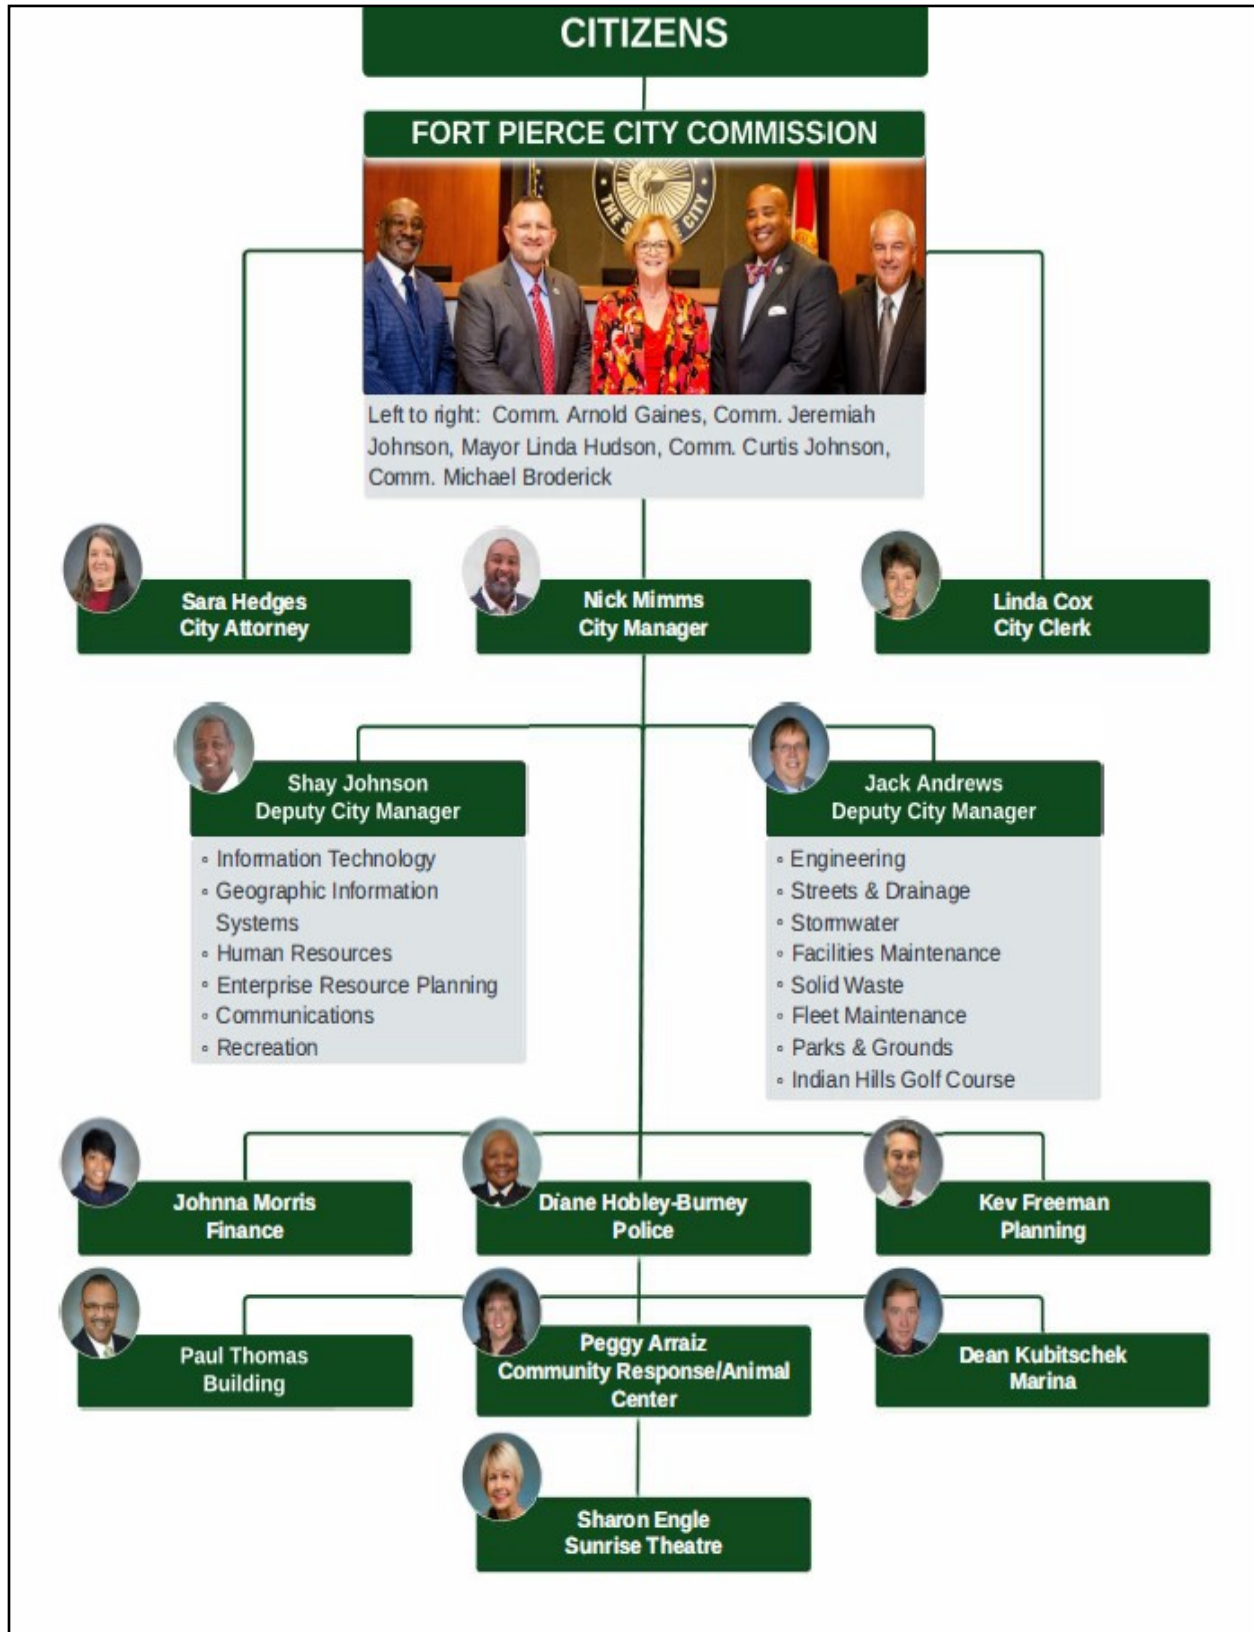 CITIZENS
FORT PIERCE CITY COMMISSION
THE S CITY
Left to right: Comm. Arnold Gaines, Comm. Jeremiah
Johnson, Mayor Linda Hudson, Comm. Curtis Johnson,
Comm. Michael Broderick
Sara Hedges
City Attorney
Nick Mimms
City Manager
Linda Cox
City Clerk
Shay Johnson
Deputy City Manager
◦ Information Technology
◦ Geographic Information
Systems
◦ Human Resources
◦ Enterprise Resource Planning
◦ Communications
◦ Recreation
Jack Andrews
Deputy City Manager
◦ Engineering
◦ Streets & Drainage
◦ Stormwater
◦ Facilities Maintenance
◦ Solid Waste
◦ Fleet Maintenance
◦ Parks & Grounds
◦ Indian Hills Golf Course
Johnna Morris
Finance
Diane Hobley-Burney
Police
Kev Freeman
Planning
Paul Thomas
Building
Peggy Arraiz
Community Response/Animal
Center
Dean Kubitschek
Marina
Sharon Engle
Sunrise Theatre